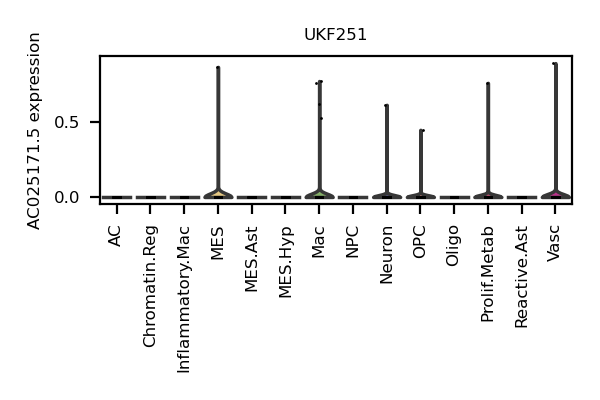 UKF251
AC025171.5 expression
0.5
0.0
AC
Chromatin.Reg
Inflammatory.Mac
MES
MES.Ast
MES.Hyp
Mac
NPC
Neuron
OPC
Oligo
Prolif.Metab
Reactive.Ast
Vasc